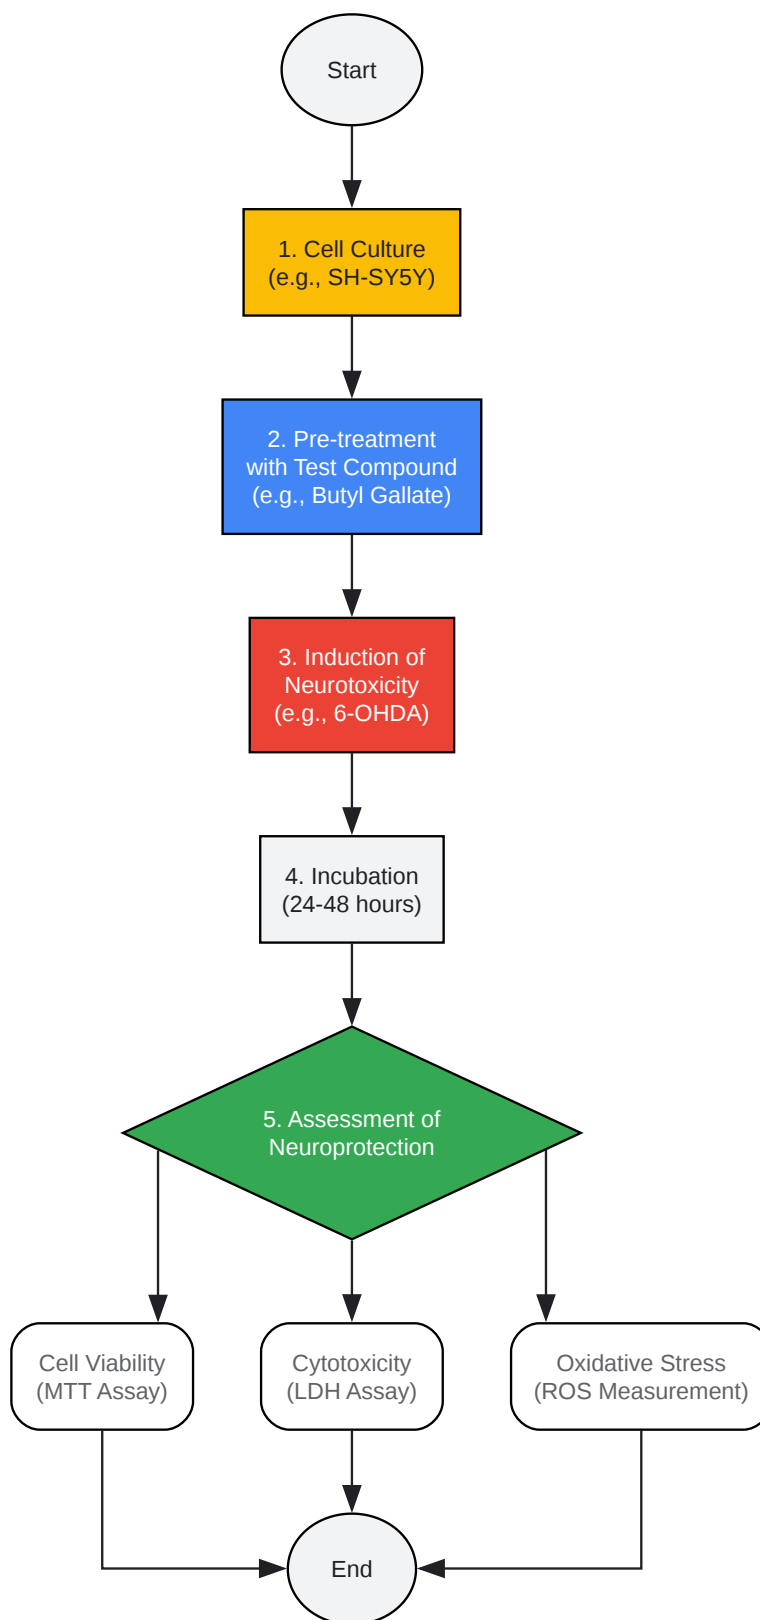 Start
1. Cell Culture
(e.g., SH-SY5Y)
2. Pre-treatment
with Test Compound
(e.g., Butyl Gallate)
3. Induction of
Neurotoxicity
(e.g., 6-OHDA)
4. Incubation
(24-48 hours)
5. Assessment of
Neuroprotection
Cell Viability
(MTT Assay)
Cytotoxicity
(LDH Assay)
Oxidative Stress
(ROS Measurement)
End